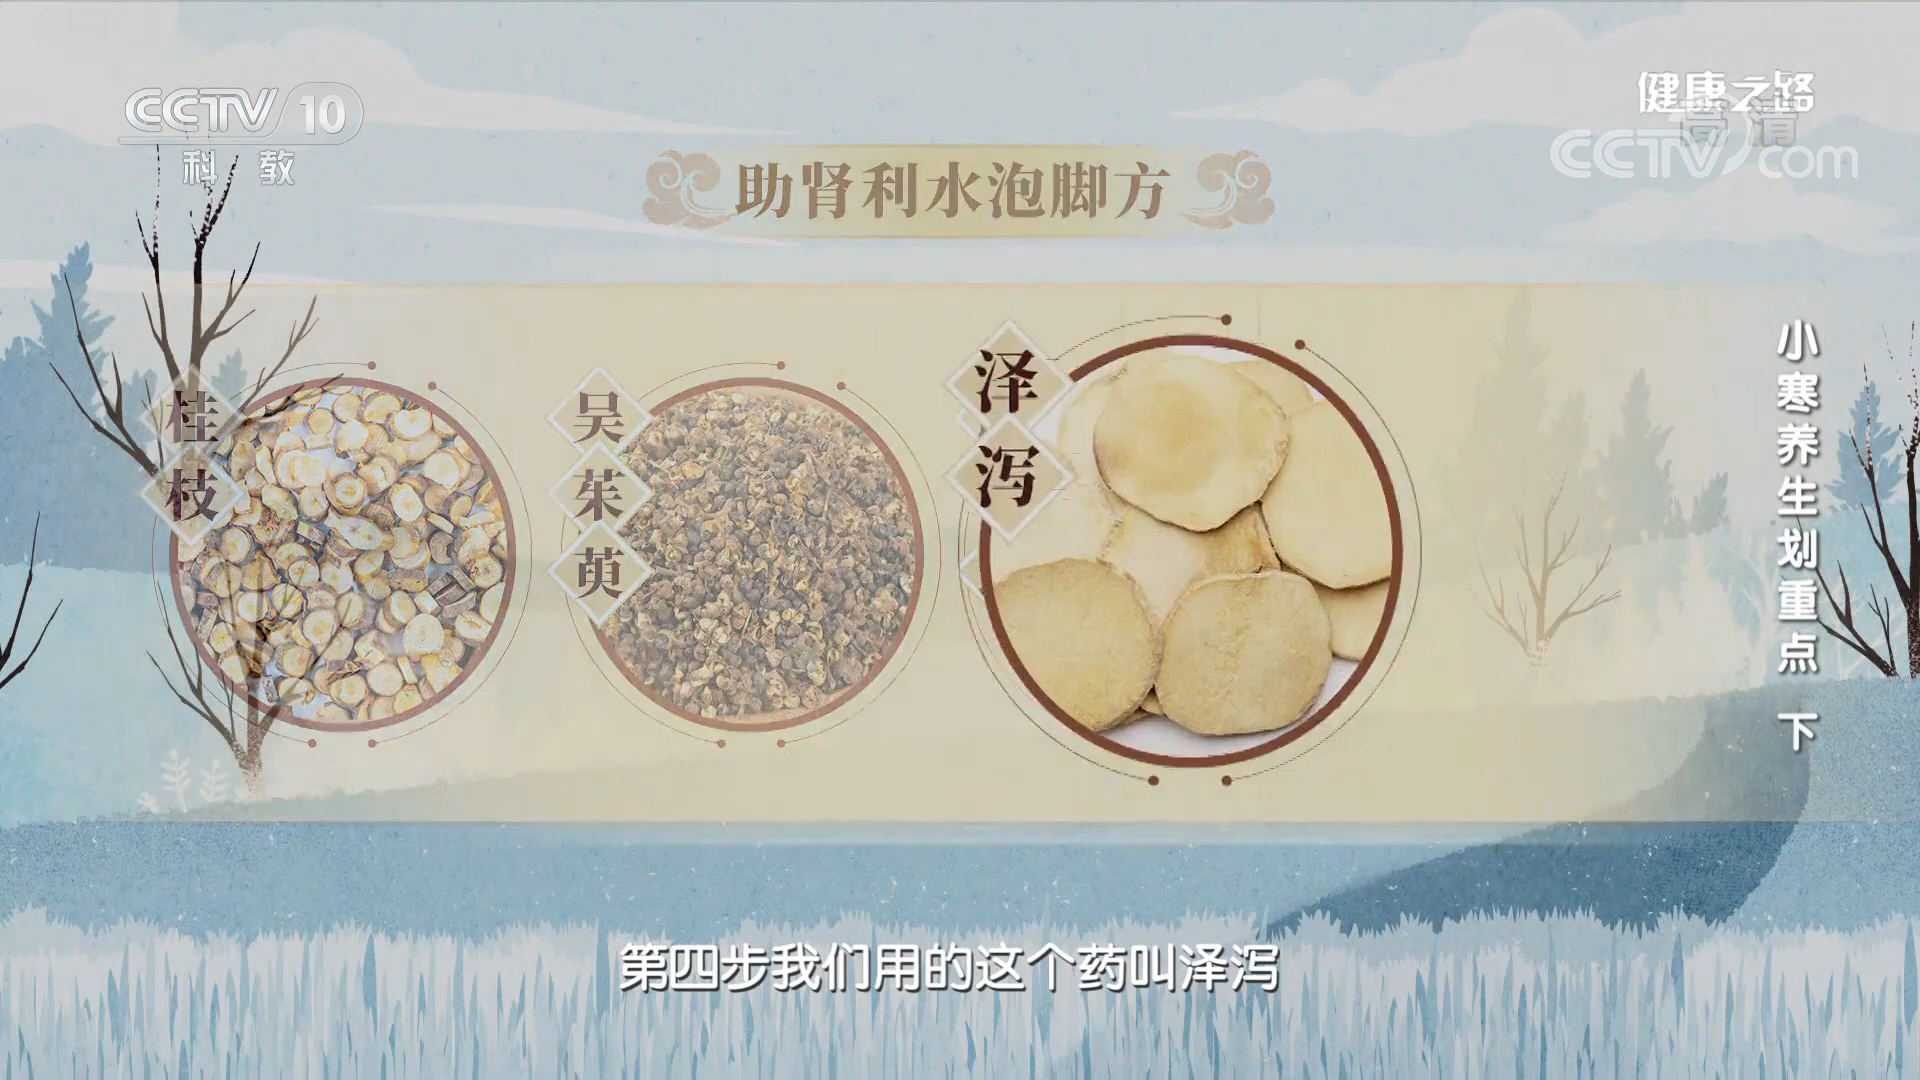 CCTV 10
科 教
健康之路
高清
CCTV.com
助肾利水泡脚方
桂枝
吴茱萸
泽泻
小寒养生划重点 下
第四步我们用的这个药叫泽泻